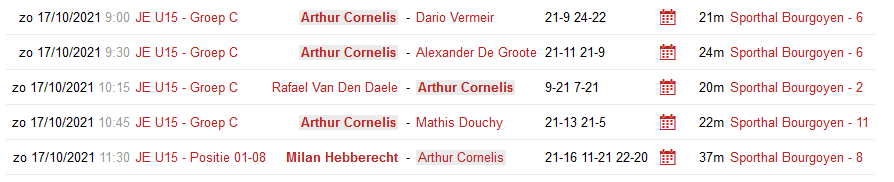 zo 17/10/2021 9:00 JE U15 - Groep C Arthur Cornelis - Dario Vermeir 21-9 24-22 21m Sporthal Bourgoyen - 6
zo 17/10/2021 9:30 JE U15 - Groep C Arthur Cornelis - Alexander De Groote 21-11 21-9 24m Sporthal Bourgoyen - 6
zo 17/10/2021 10:15 JE U15 - Groep C Rafael Van Den Daele - Arthur Cornelis 9-21 7-21 20m Sporthal Bourgoyen - 2
zo 17/10/2021 10:45 JE U15 - Groep C Arthur Cornelis - Mathis Douchy 21-13 21-5 22m Sporthal Bourgoyen - 11
zo 17/10/2021 11:30 JE U15 - Positie 01-08 Milan Hebberecht - Arthur Cornelis 21-16 11-21 22-20 37m Sporthal Bourgoyen - 8